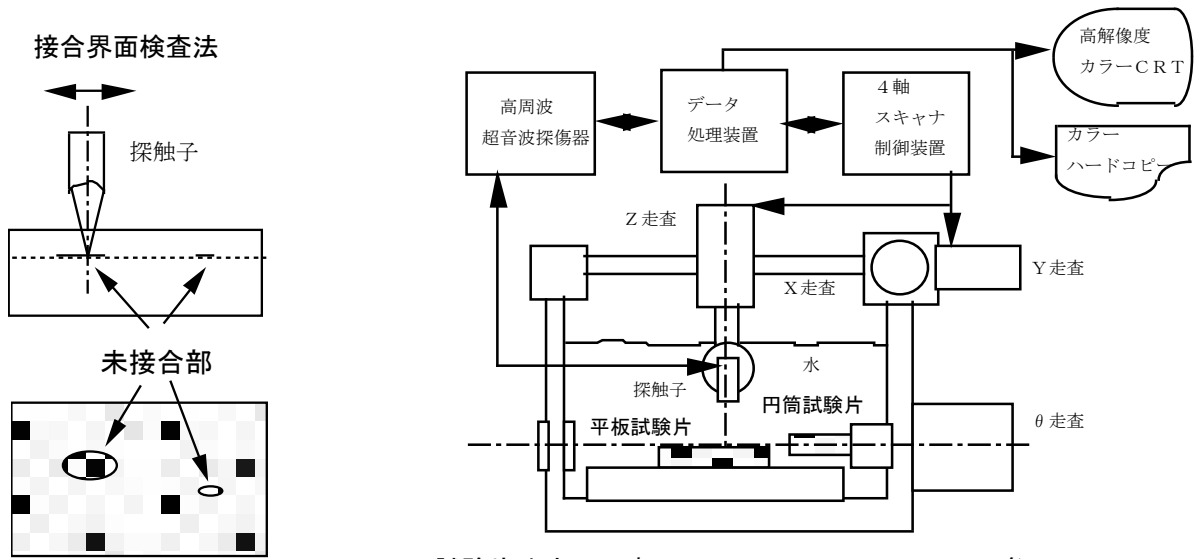 接合界面検査法
探触子
未接合部
高周波
超音波探傷器
データ
処理装置
4軸
スキャナ
制御装置
高解像度
カラーCRT
カラー
ハードコピー
Z走査
X走査
Y走査
水
探触子
平板試験片
円筒試験片
θ走査